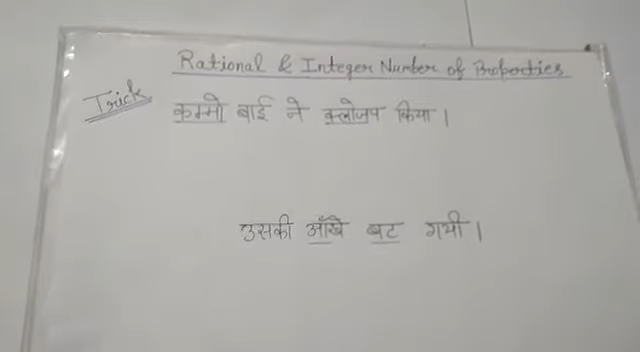 Rational & Integer Number of Properties
Trick
कम्मो बाई ने क्लोजप किया।
उसकी आँखे बट गयी।